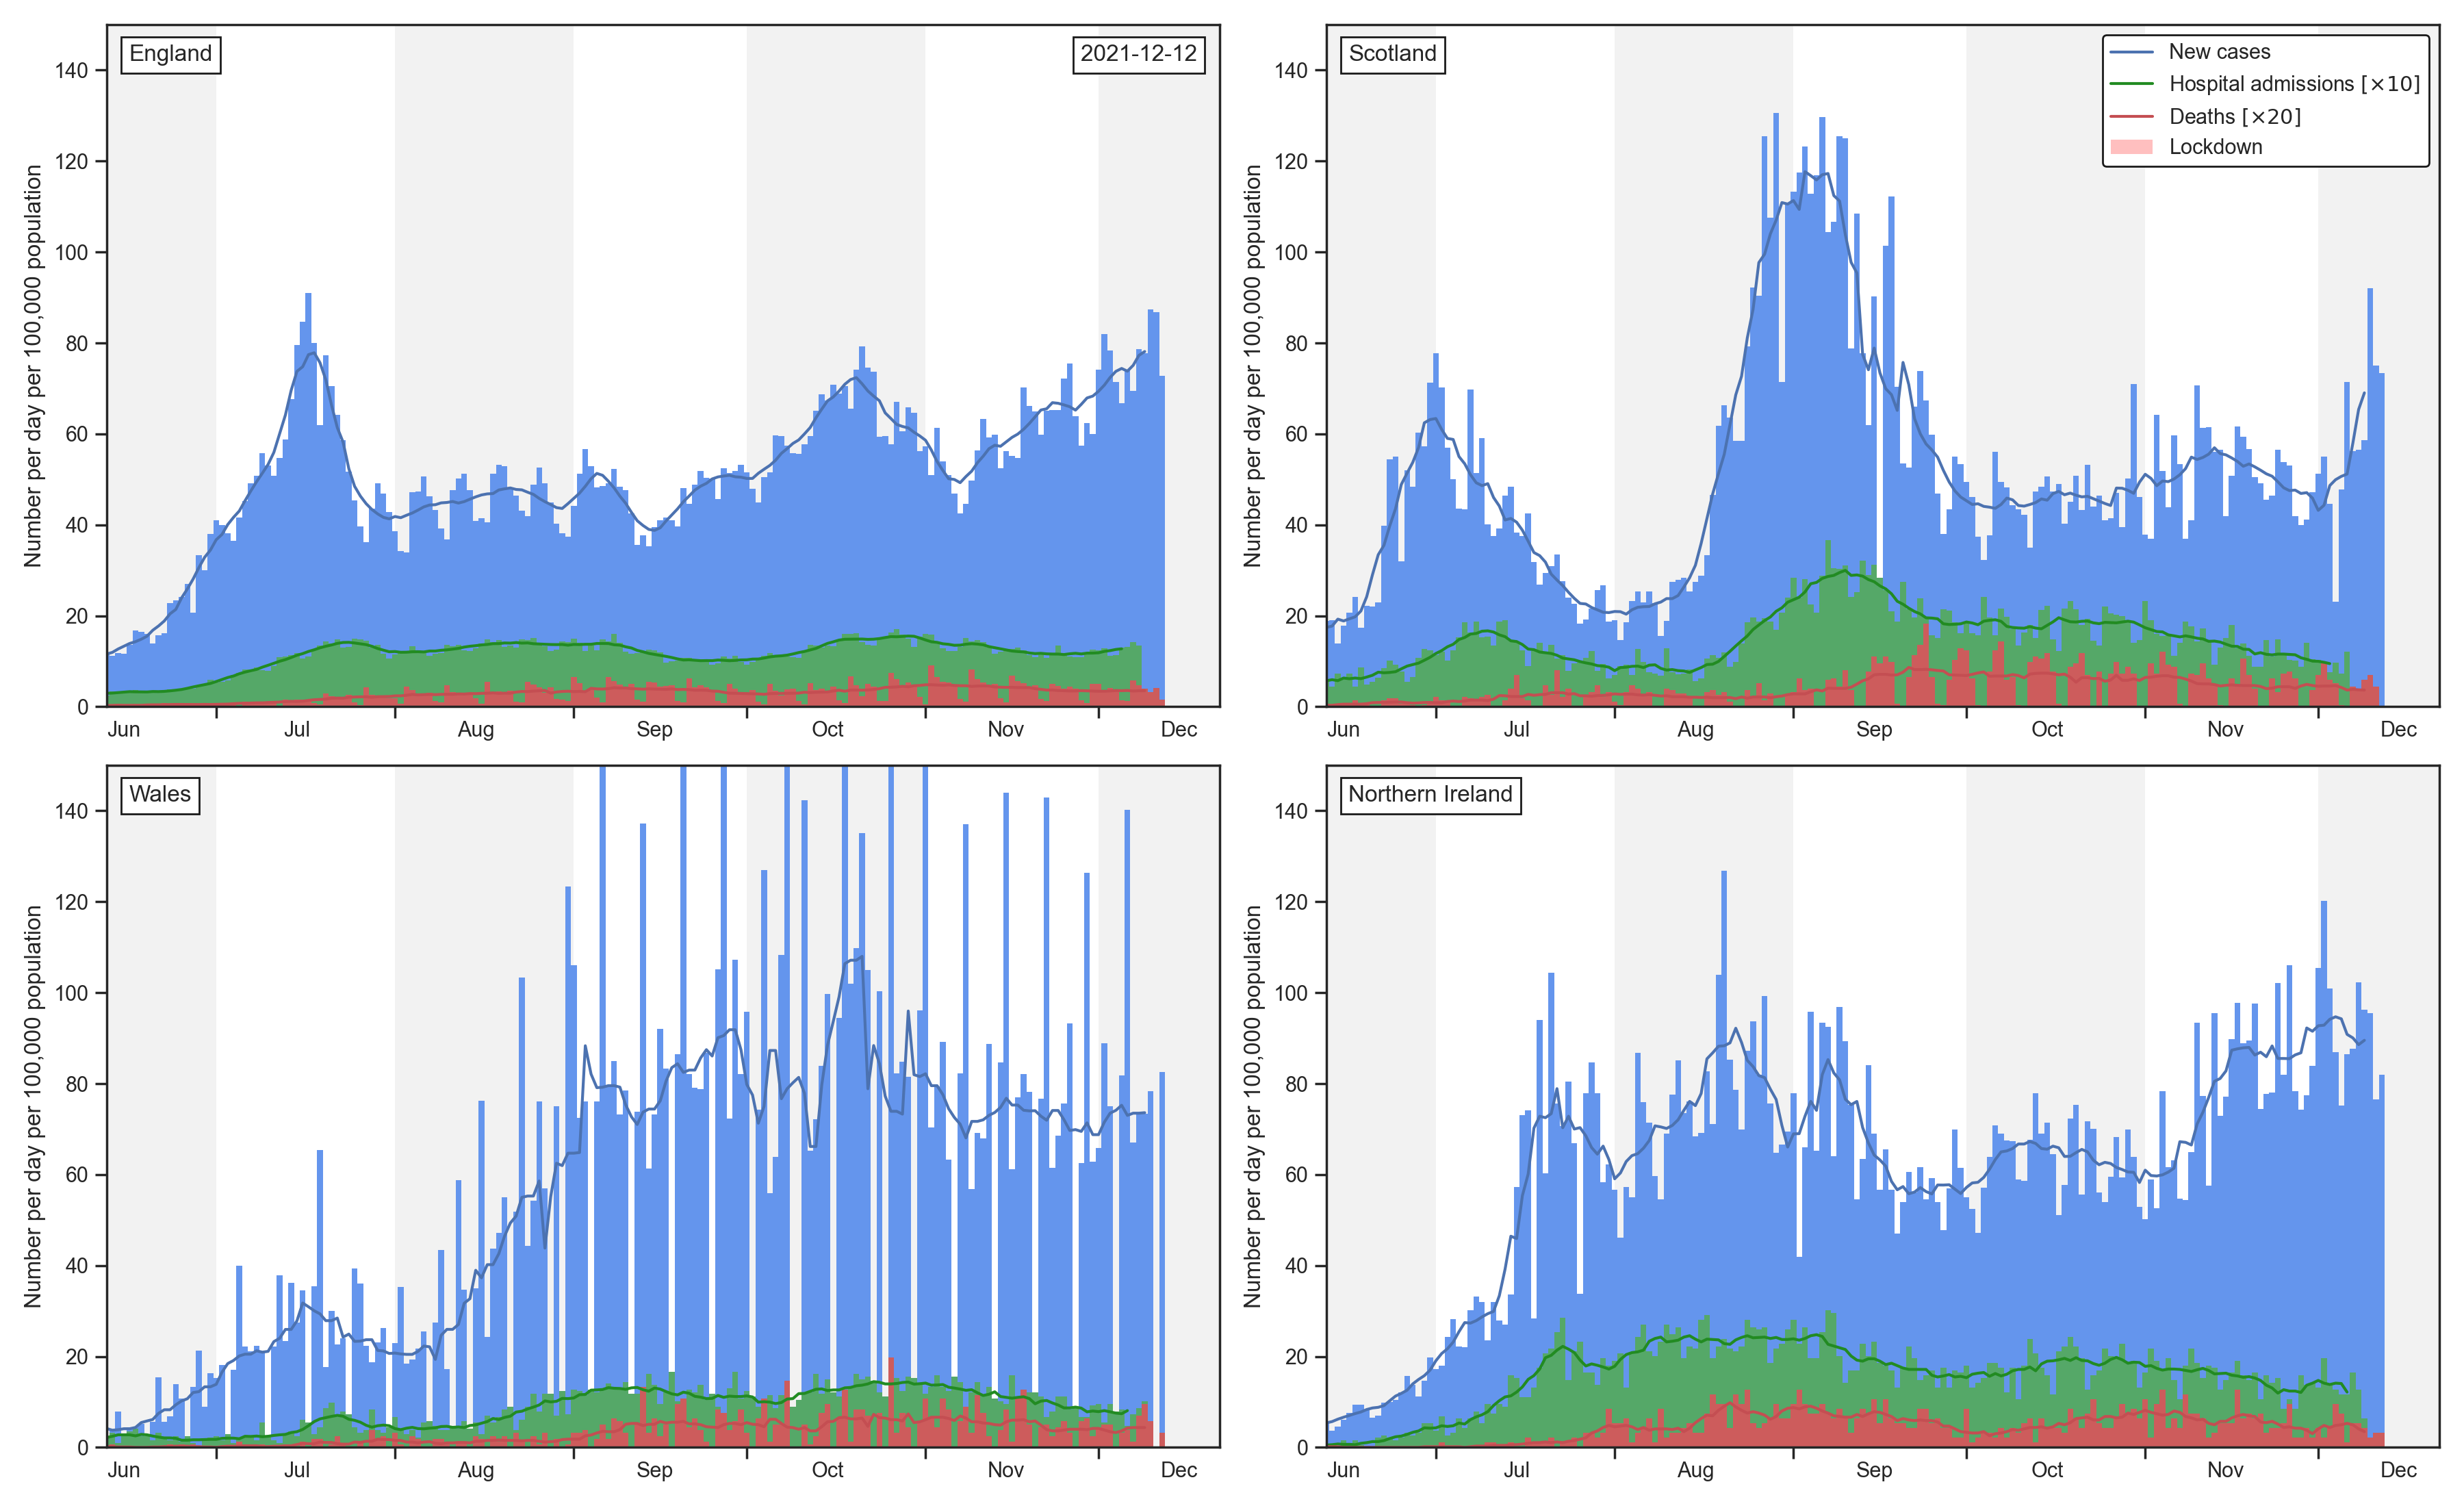 England
2021-12-12
Number per day per 100,000 population
140
120
100
80
60
40
20
0
Jun Jul Aug Sep Oct Nov Dec
Scotland
New cases
Hospital admissions [×10]
Deaths [×20]
Lockdown
Number per day per 100,000 population
140
120
100
80
60
40
20
0
Jun Jul Aug Sep Oct Nov Dec
Wales
Number per day per 100,000 population
140
120
100
80
60
40
20
0
Jun Jul Aug Sep Oct Nov Dec
Northern Ireland
Number per day per 100,000 population
140
120
100
80
60
40
20
0
Jun Jul Aug Sep Oct Nov Dec